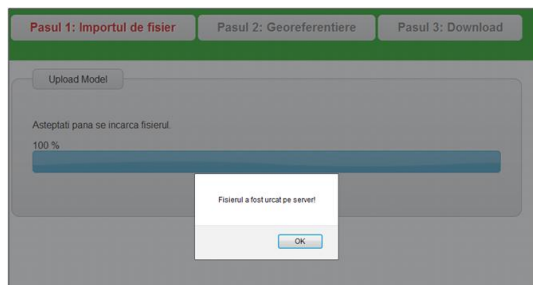 Pasul 1: Importul de fisier Pasul 2: Georeferentiere Pasul 3: Download
Upload Model
Asteptati pana se incarca fisierul.
100 %
Fisierul a fost urcat pe server!
OK